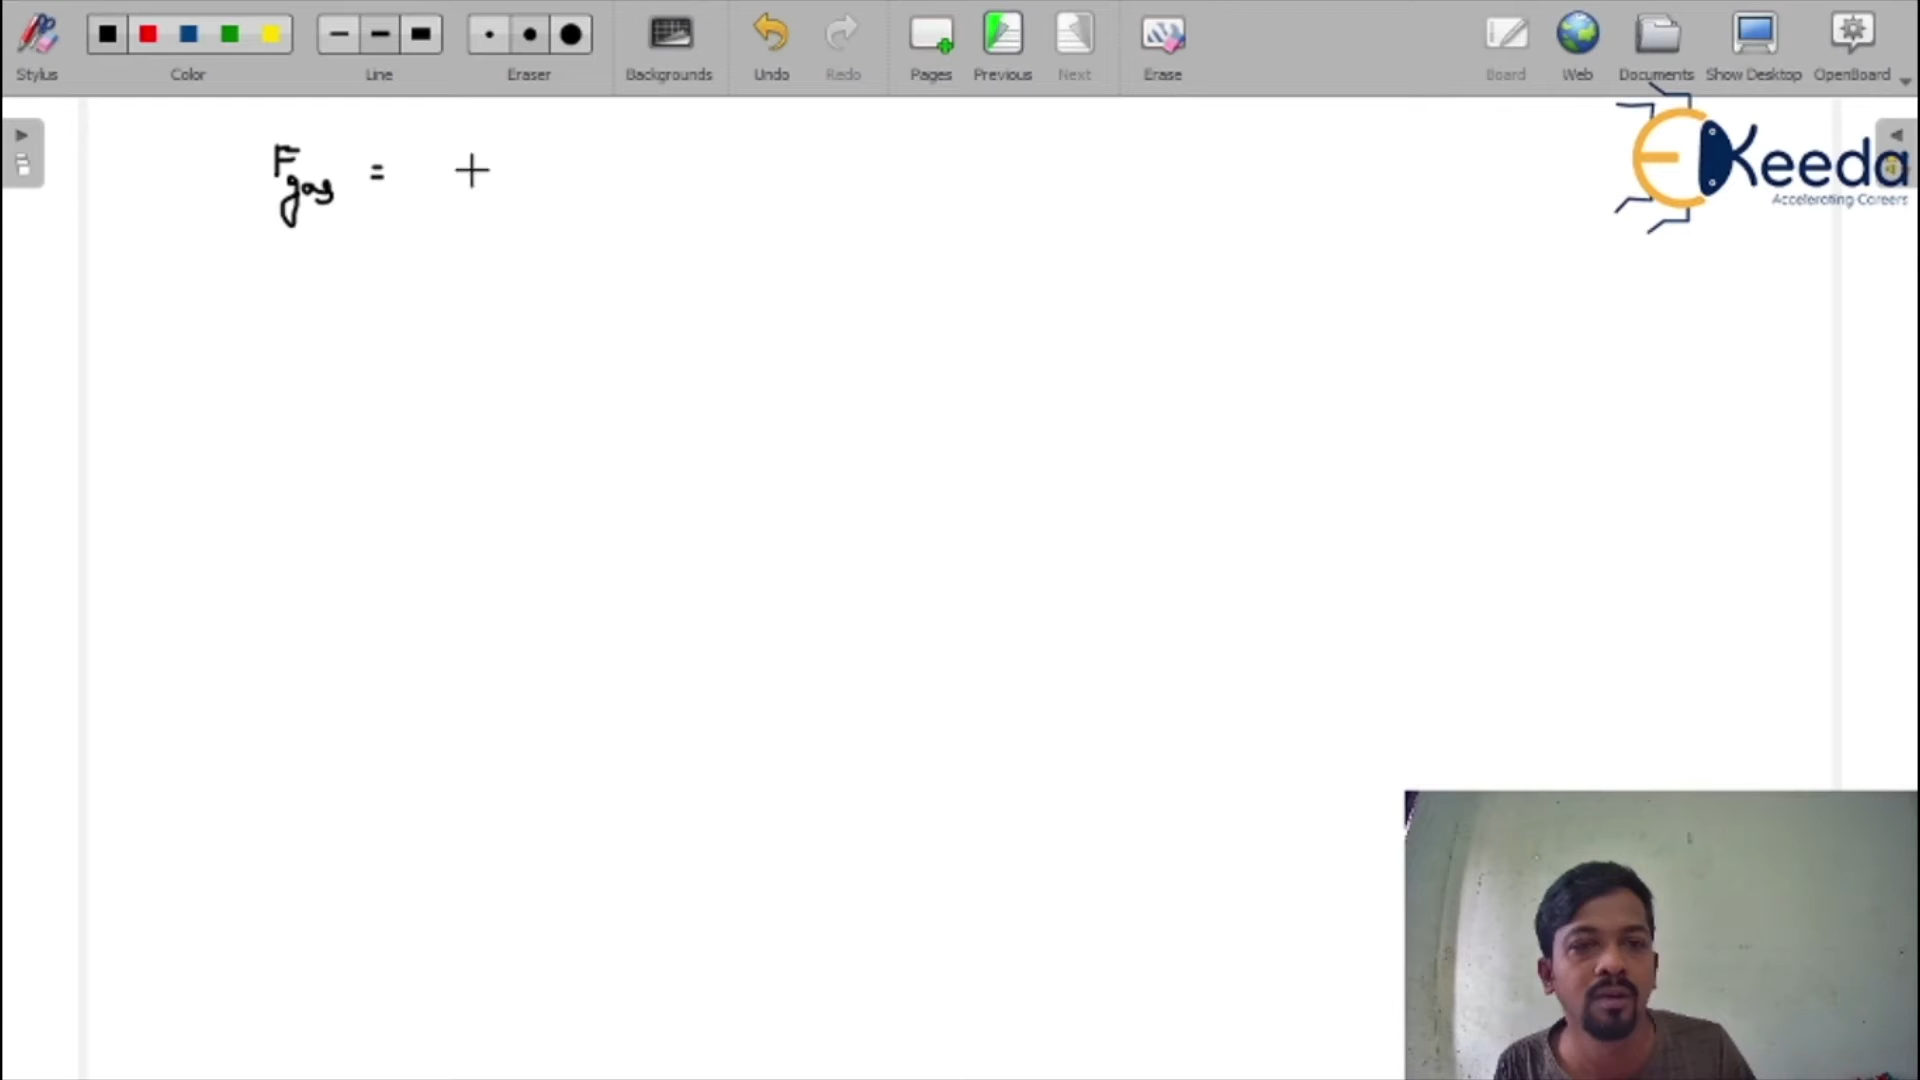 Stylus Color Line Eraser Backgrounds Undo Redo Pages Previous Next Erase Board Web Documents Show Desktop OpenBoard
F gas =
EKeeda
Accelerating Careers